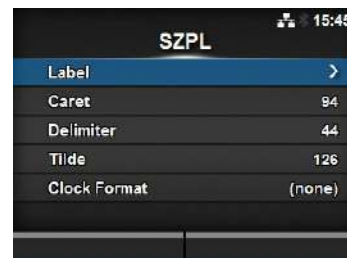 15:45
SZPL
Label >
Caret 94
Delimiter 44
Tilde 126
Clock Format (none)